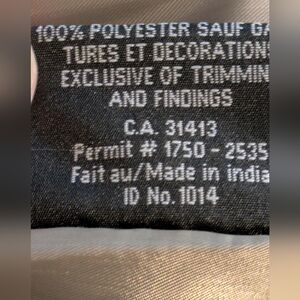 100% POLYESTER SAUF GA
TURES ET DECORATION
EXCLUSIVE OF TRIMMIN
AND FINDINGS
C.A. 31413
Permit # 1750 - 2535
Fait au/Made in india
ID No. 1014